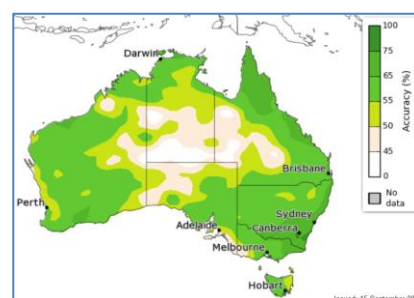 Darwin
Brisbane
Perth
Adelaide
Sydney
Canberra
Melbourne
Hobart
100
75
65
55
50
45
0
Accuracy (%)
No
data